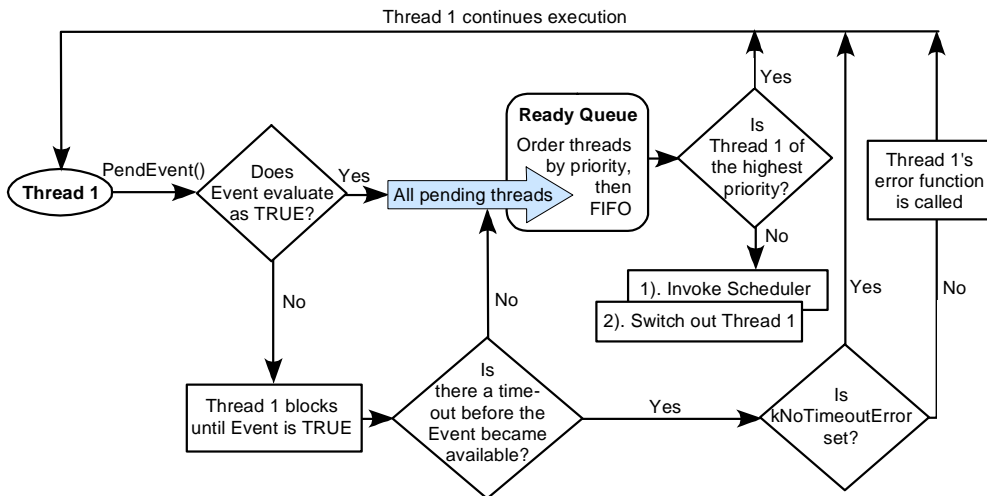 Thread 1 continues execution
Yes
Ready Queue
Order threads
by priority,
then
FIFO
Is
Thread 1 of
the highest
priority?
Thread 1's
error function
is called
PendEvent()
Thread 1
Does
Event evaluate
as TRUE?
Yes
All pending threads
No
1). Invoke Scheduler
2). Switch out Thread 1
No
No
Yes
No
Thread 1 blocks
until Event is TRUE
Is
there a time-
out before the
Event became
available?
Yes
Is
kNoTimeoutError
set?